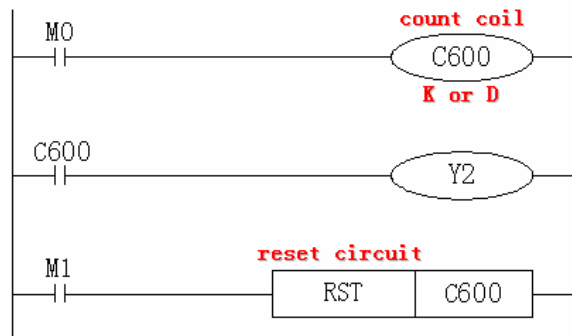 count coil
M0
C600
K or D
C600
Y2
reset circuit
M1
RST C600